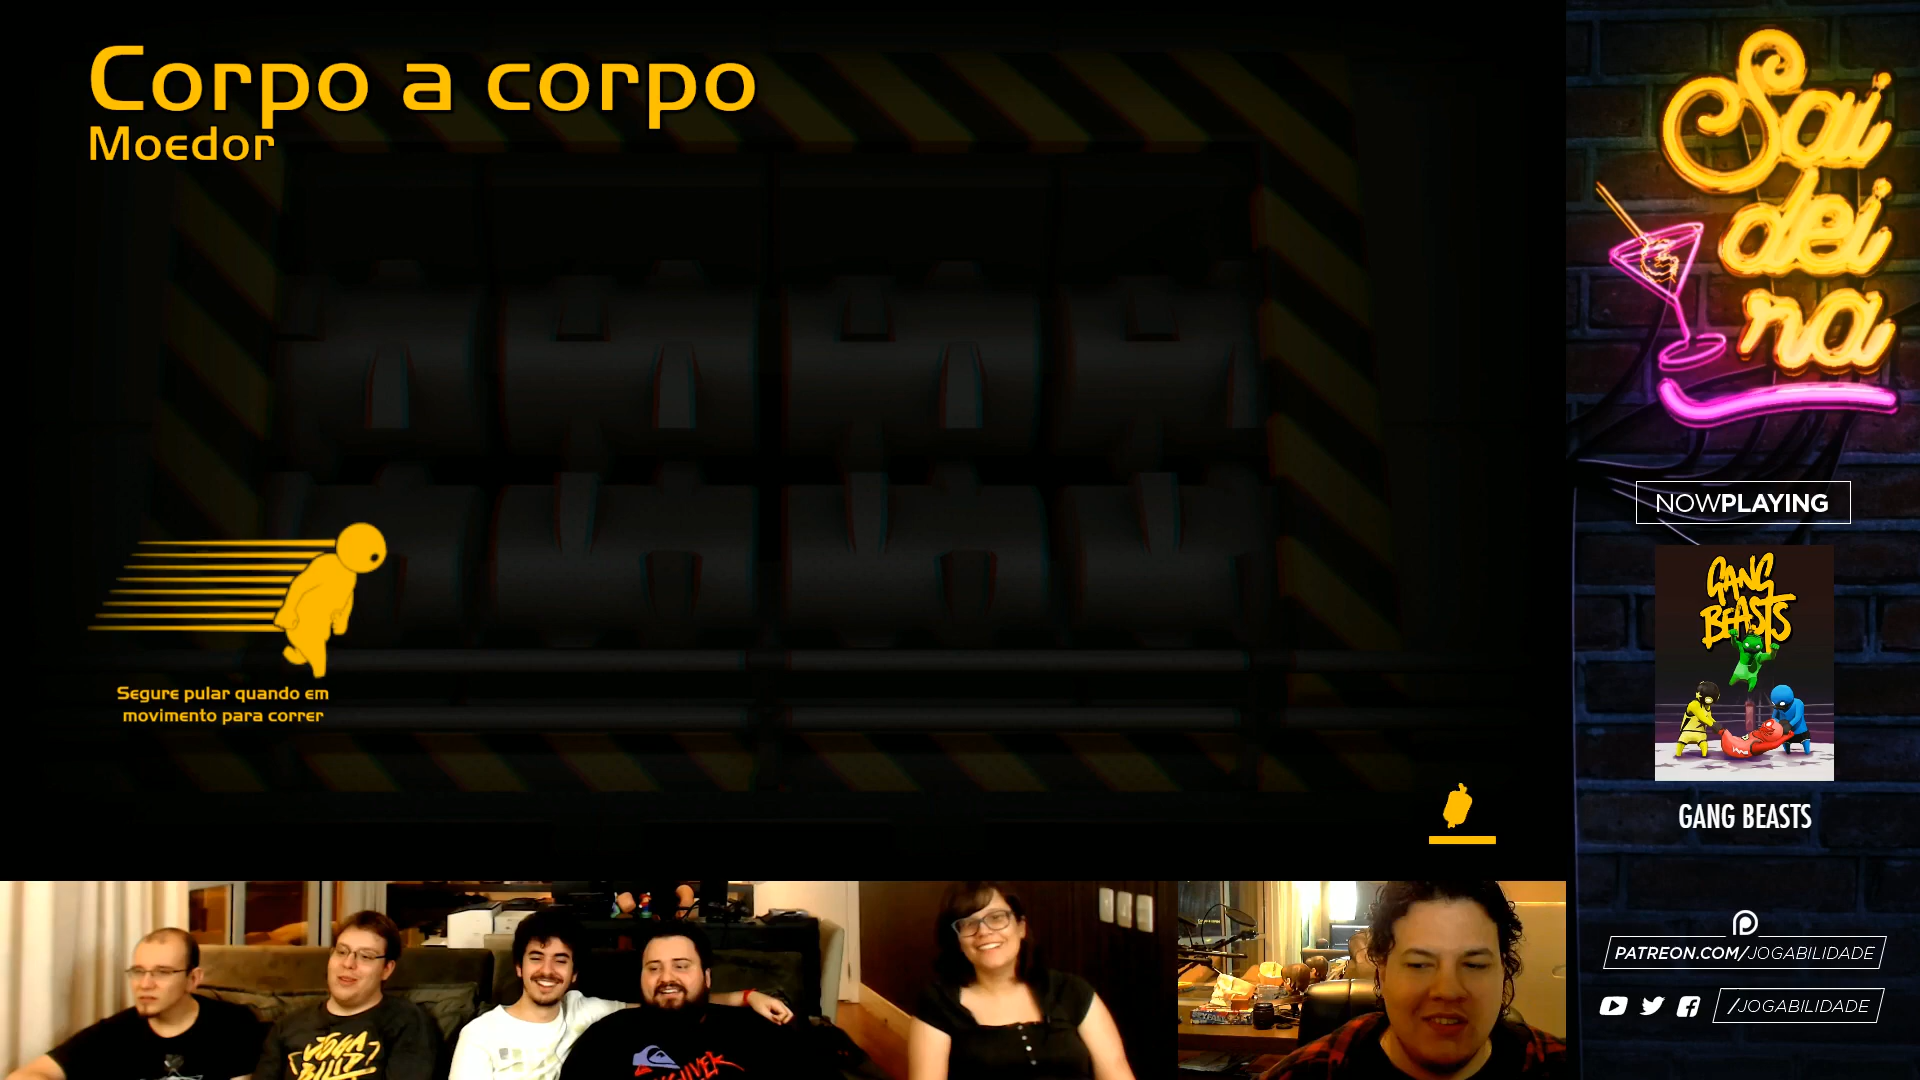 Corpo a corpo
Moedor
Segure pular quando em
movimento para correr
Sai
dei
ra
NOWPLAYING
GANG
BEASTS
GANG BEASTS
PATREON.COM/JOGABILIDADE
/JOGABILIDADE
JOGA